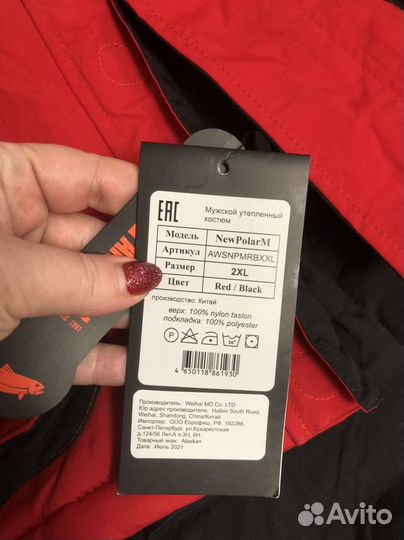 EAC
Мужской утепленный
костюм
Модель NewPolarM
Артикул AWSNPMRBXXL
Размер 2XL
Цвет Red / Black
производство: Китай
верх: 100% nylon taslon
подкладка: 100% polyester
P 30°
4 650118 861930
Производитель: Weihai MD Co. LTD
Юр.адрес производителя: Haibin South Road,
Weihai, Shandong, China/Китай
Импортер: ООО Еврофиш, РФ, 192288,
Санкт-Петербург, ул.Бухарестская
д.124/56 Лит.А п.3Н. 6Н.
Товарный знак: Alaskan
Дата: Июль 2021
Avito